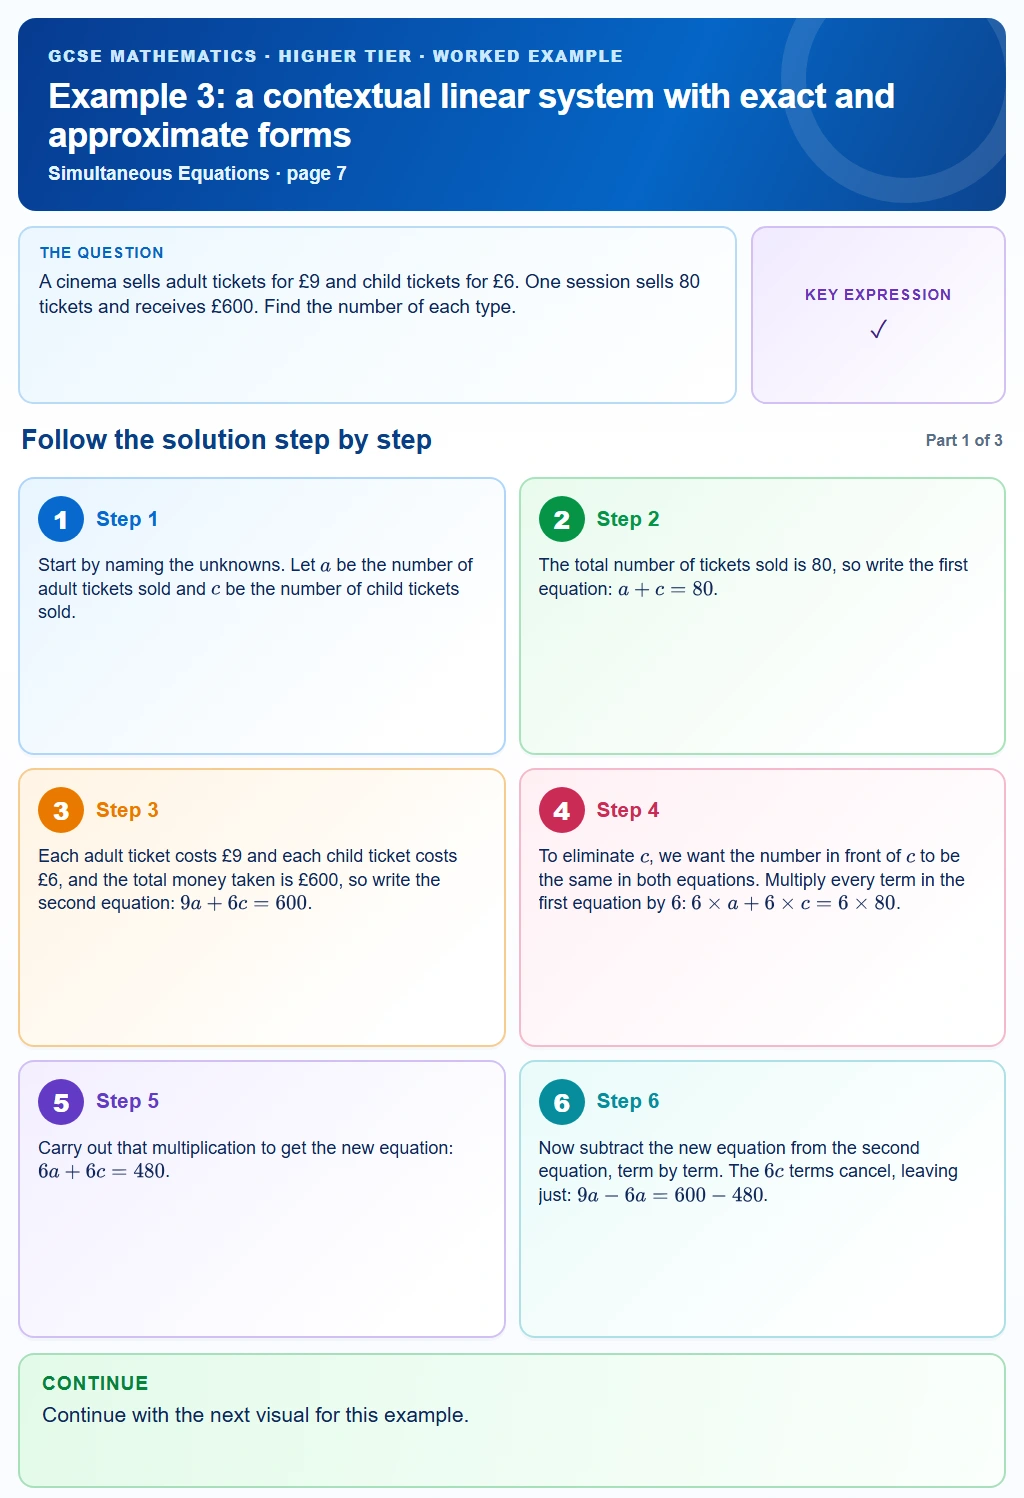 GCSE MATHEMATICS · HIGHER TIER · WORKED EXAMPLE
Example 3: a contextual linear system with exact and
approximate forms
Simultaneous Equations · page 7
THE QUESTION
A cinema sells adult tickets for £9 and child tickets for £6. One session sells 80
tickets and receives £600. Find the number of each type.
KEY EXPRESSION
✓
Follow the solution step by step
Part 1 of 3
1 Step 1
Start by naming the unknowns. Let a be the number of
adult tickets sold and c be the number of child tickets
sold.
2 Step 2
The total number of tickets sold is 80, so write the first
equation: a + c = 80.
3 Step 3
Each adult ticket costs £9 and each child ticket costs
£6, and the total money taken is £600, so write the
second equation: 9a + 6c = 600.
4 Step 4
To eliminate c, we want the number in front of c to be
the same in both equations. Multiply every term in the
first equation by 6: 6 × a + 6 × c = 6 × 80.
5 Step 5
Carry out that multiplication to get the new equation:
6a + 6c = 480.
6 Step 6
Now subtract the new equation from the second
equation, term by term. The 6c terms cancel, leaving
just: 9a − 6a = 600 − 480.
CONTINUE
Continue with the next visual for this example.